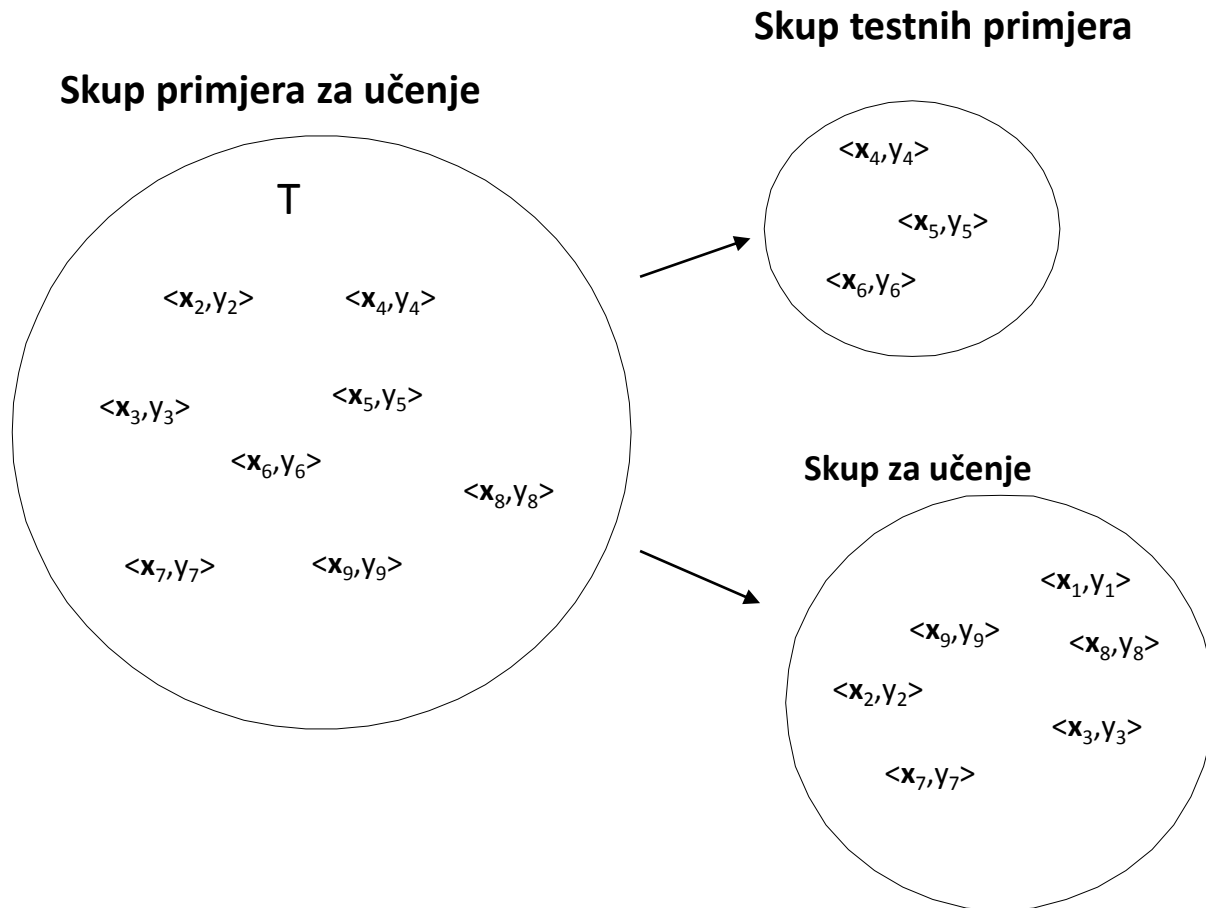 Skup testnih primjera
Skup primjera za učenje
T
<x₂,y₂>
<x₄,y₄>
<x₃,y₃>
<x₅,y₅>
<x₆,y₆>
<x₈,y₈>
<x₇,y₇>
<x₉,y₉>
<x₄,y₄>
<x₅,y₅>
<x₆,y₆>
Skup za učenje
<x₁,y₁>
<x₉,y₉>
<x₈,y₈>
<x₂,y₂>
<x₃,y₃>
<x₇,y₇>